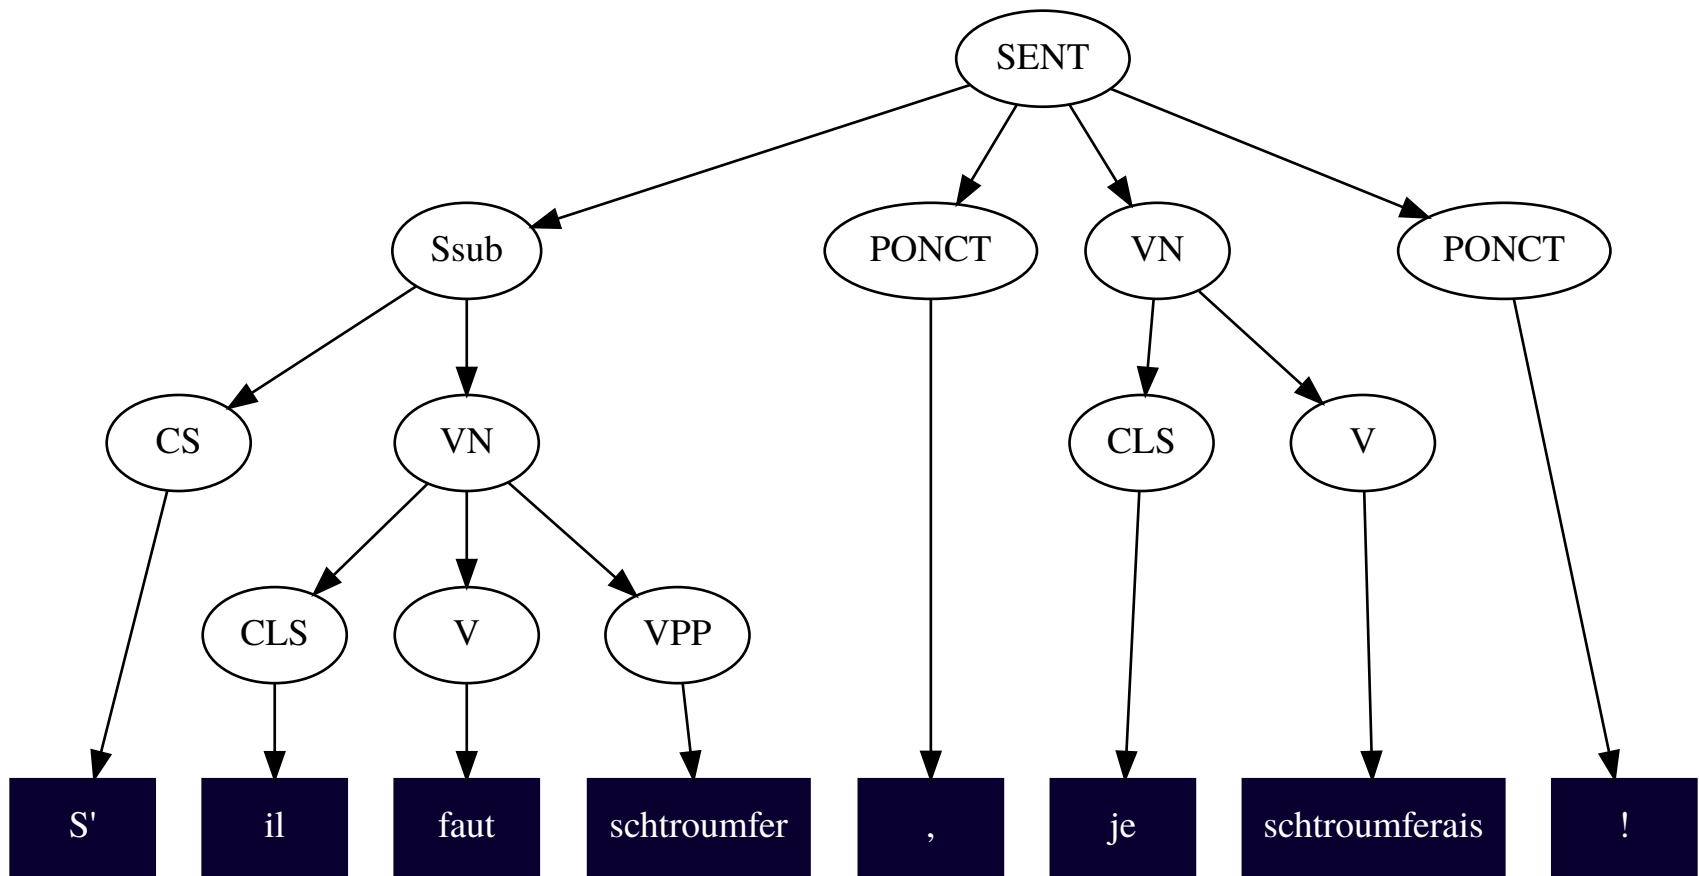 SENT
Ssub PONCT VN PONCT
CS VN CLS V
CLS V VPP
S' il faut schtroumfer , je schtroumferais !